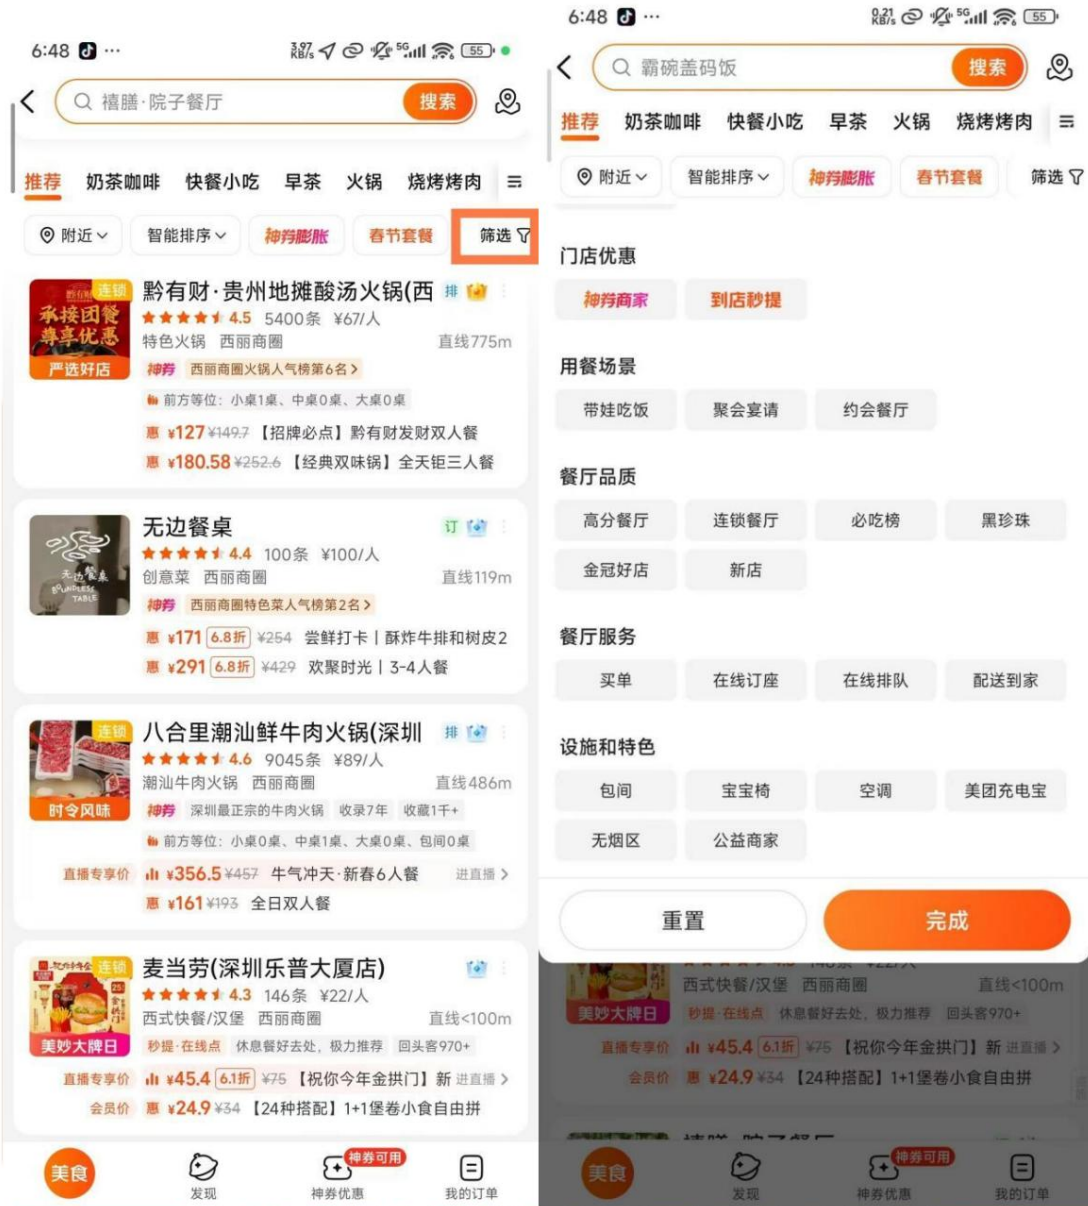 6:48
3.97 KB/s 5G 55
禧膳·院子餐厅
搜索
推荐 奶茶咖啡 快餐小吃 早茶 火锅 烧烤烤肉
附近 智能排序 神券膨胀 春节套餐 筛选
连锁
承接团餐
尊享优惠
严选好店
黔有财·贵州地摊酸汤火锅(西 排
4.5 5400条 ¥67/人
特色火锅 西丽商圈 直线775m
神券 西丽商圈火锅人气榜第6名>
前方等位：小桌1桌、中桌0桌、大桌0桌
惠 ¥127 ¥149.7 【招牌必点】黔有财发财双人餐
惠 ¥180.58 ¥252.6 【经典双味锅】全天钜三人餐
无边餐桌
BOUNDLESS
TABLE
无边餐桌 订
4.4 100条 ¥100/人
创意菜 西丽商圈 直线119m
神券 西丽商圈特色菜人气榜第2名>
惠 ¥171 6.8折 ¥254 尝鲜打卡丨酥炸牛排和树皮2
惠 ¥291 6.8折 ¥429 欢聚时光丨3-4人餐
连锁
时令风味
八合里潮汕鲜牛肉火锅(深圳 排
4.6 9045条 ¥89/人
潮汕牛肉火锅 西丽商圈 直线486m
神券 深圳最正宗的牛肉火锅 收录7年 收藏1千+
前方等位：小桌0桌、中桌1桌、大桌0桌、包间0桌
直播专享价 ¥356.5 ¥457 牛气冲天·新春6人餐 进直播>
惠 ¥161 ¥193 全日双人餐
连锁
金拱门
美妙大牌日
麦当劳(深圳乐普大厦店)
4.3 146条 ¥22/人
西式快餐/汉堡 西丽商圈 直线<100m
秒提·在线点 休息餐好去处，极力推荐 回头客970+
直播专享价 ¥45.4 6.1折 ¥75 【祝你今年金拱门】新 进直播>
会员价 惠 ¥24.9 ¥34 【24种搭配】1+1堡卷小食自由拼
美食 发现 神券优惠 神券可用 我的订单
6:48
0.21 KB/s 5G 55
霸碗盖码饭
搜索
推荐 奶茶咖啡 快餐小吃 早茶 火锅 烧烤烤肉
附近 智能排序 神券膨胀 春节套餐 筛选
门店优惠
神券商家 到店秒提
用餐场景
带娃吃饭 聚会宴请 约会餐厅
餐厅品质
高分餐厅 连锁餐厅 必吃榜 黑珍珠
金冠好店 新店
餐厅服务
买单 在线订座 在线排队 配送到家
设施和特色
包间 宝宝椅 空调 美团充电宝
无烟区 公益商家
重置 完成
西式快餐/汉堡 西丽商圈 直线<100m
美妙大牌日
秒提·在线点 休息餐好去处，极力推荐 回头客970+
直播专享价 ¥45.4 6.1折 ¥75 【祝你今年金拱门】新 进直播>
会员价 惠 ¥24.9 ¥34 【24种搭配】1+1堡卷小食自由拼
美食 发现 神券优惠 神券可用 我的订单